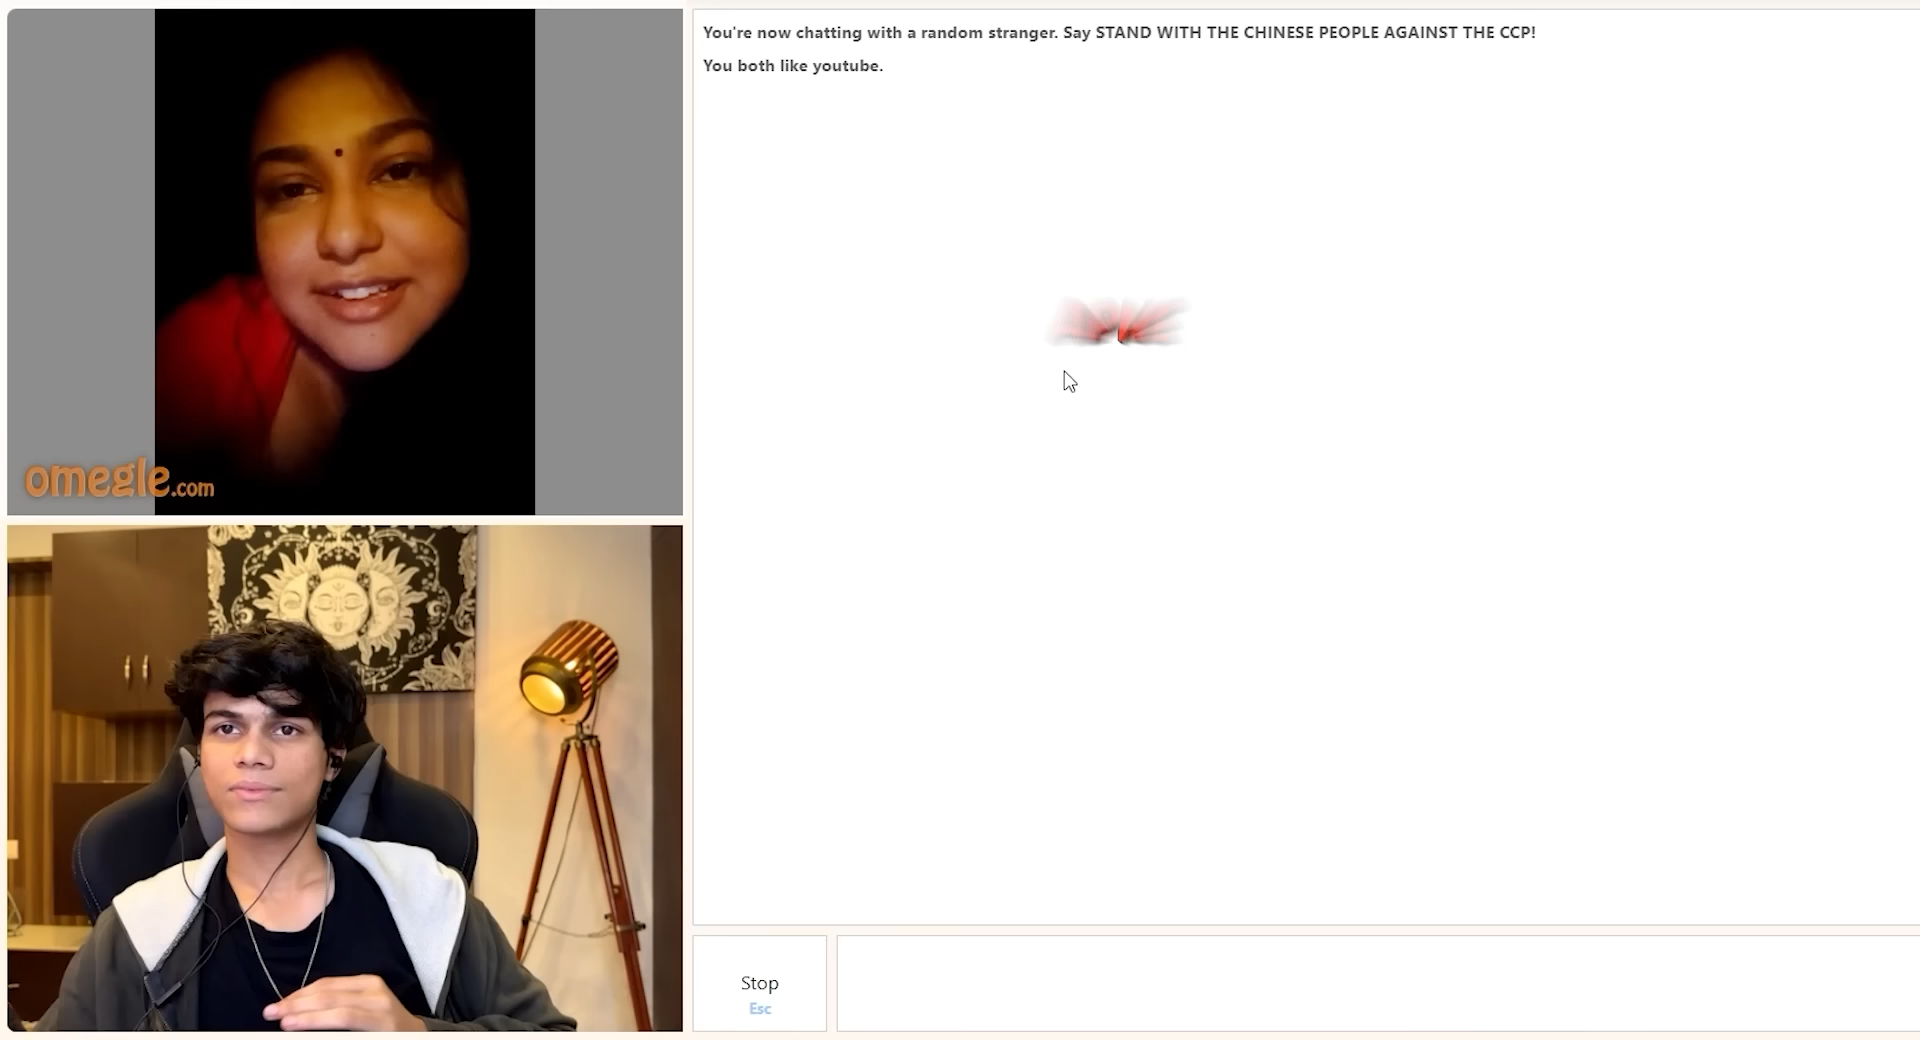 You're now chatting with a random stranger. Say STAND WITH THE CHINESE PEOPLE AGAINST THE CCP!
You both like youtube.
omegle.com
Stop
Esc